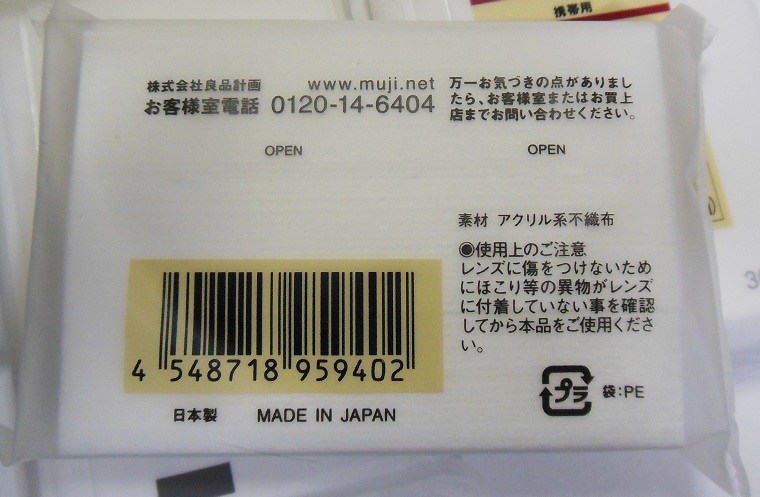 携帯用
株式会社良品計画 www.muji.net
お客様室電話 0120-14-6404
万一お気づきの点がありまし
たら、お客様室またはお買上
店までお問い合わせください。
OPEN
OPEN
素材 アクリル系不織布
◉使用上のご注意
レンズに傷をつけないため
にほこり等の異物がレンズ
に付着していない事を確認
してから本品をご使用くださ
い。
4 548718 959402
日本製 MADE IN JAPAN
プラ 袋:PE